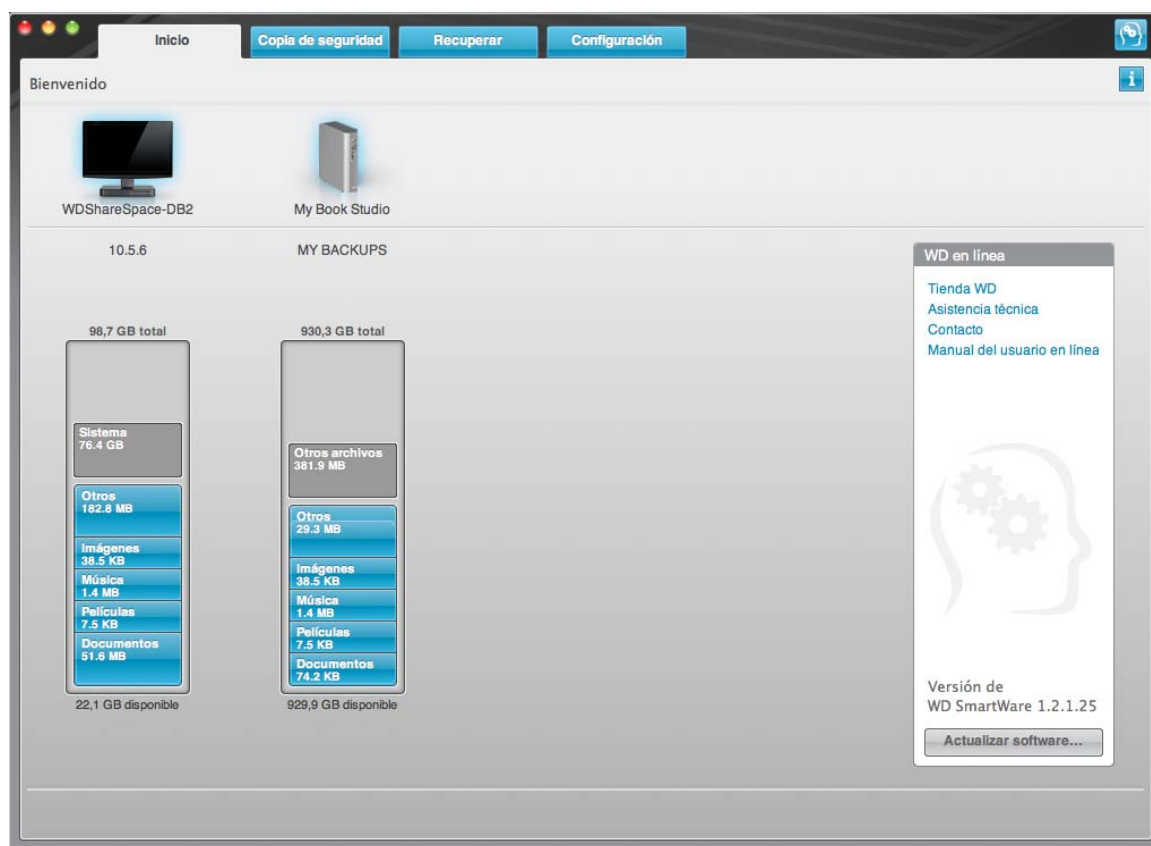 Inicio
Copia de seguridad
Recuperar
Configuración
Bienvenido
i
WDShareSpace-DB2
My Book Studio
10.5.6
MY BACKUPS
98,7 GB total
Sistema
76.4 GB
Otros
182.8 MB
Imágenes
38.5 KB
Música
1.4 MB
Películas
7.5 KB
Documentos
51.6 MB
22,1 GB disponible
930,3 GB total
Otros archivos
381.9 MB
Otros
29.3 MB
Imágenes
38.5 KB
Música
1.4 MB
Películas
7.5 KB
Documentos
74.2 KB
929,9 GB disponible
WD en línea
Tienda WD
Asistencia técnica
Contacto
Manual del usuario en línea
Versión de
WD SmartWare 1.2.1.25
Actualizar software...